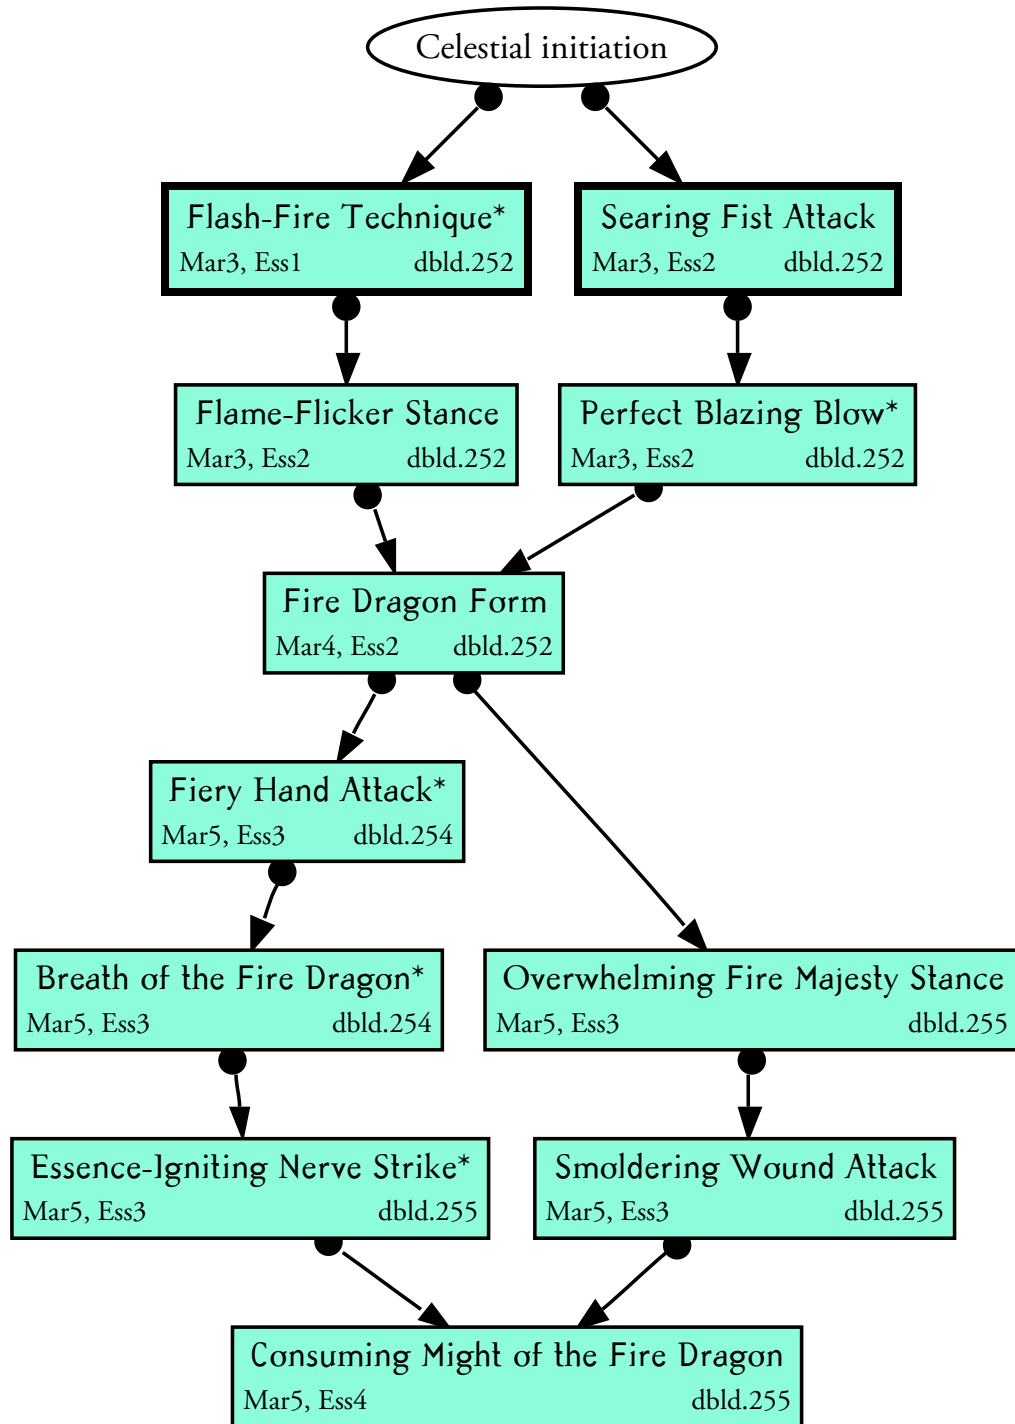 Celestial initiation
Flash-Fire Technique*
Mar3, Ess1 dbld.252
Searing Fist Attack
Mar3, Ess2 dbld.252
Flame-Flicker Stance
Mar3, Ess2 dbld.252
Perfect Blazing Blow*
Mar3, Ess2 dbld.252
Fire Dragon Form
Mar4, Ess2 dbld.252
Fiery Hand Attack*
Mar5, Ess3 dbld.254
Breath of the Fire Dragon*
Mar5, Ess3 dbld.254
Overwhelming Fire Majesty Stance
Mar5, Ess3 dbld.255
Essence-Igniting Nerve Strike*
Mar5, Ess3 dbld.255
Smoldering Wound Attack
Mar5, Ess3 dbld.255
Consuming Might of the Fire Dragon
Mar5, Ess4 dbld.255